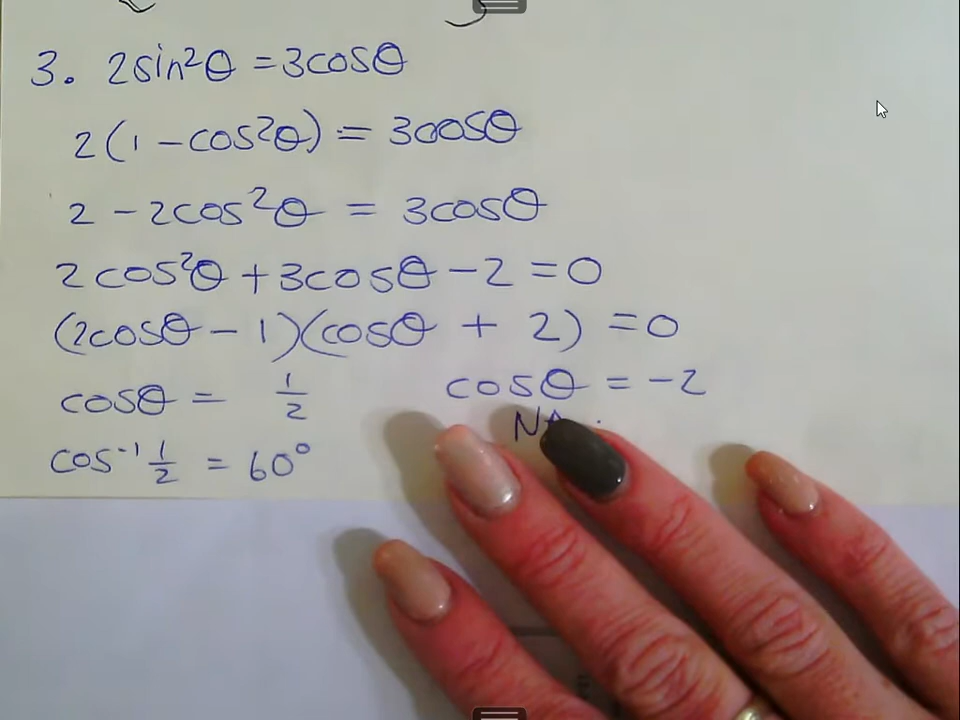 3. 2sin²θ = 3cosθ
2(1 - cos²θ) = 3cosθ
2 - 2cos²θ = 3cosθ
2cos²θ + 3cosθ - 2 = 0
(2cosθ - 1)(cosθ + 2) = 0
cosθ = 1/2 cosθ = -2
cos⁻¹ 1/2 = 60°